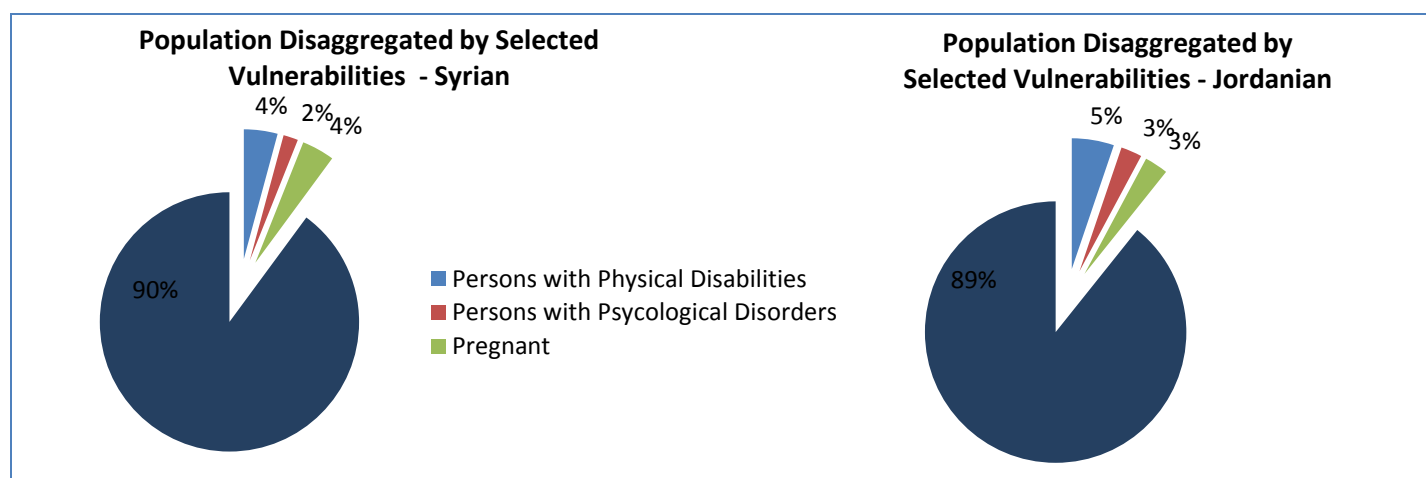 Population Disaggregated by Selected
Vulnerabilities - Syrian
4%
2%
4%
90%
Persons with Physical Disabilities
Persons with Psycological Disorders
Pregnant
Population Disaggregated by
Selected Vulnerabilities - Jordanian
5%
3%
3%
89%